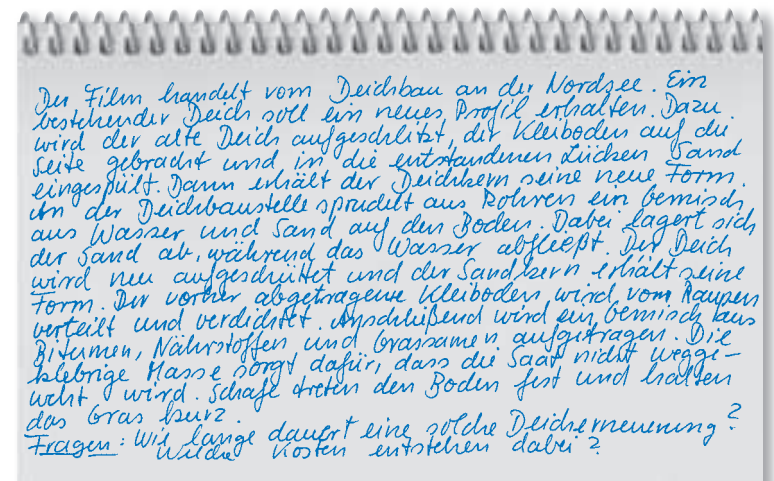 Der Film handelt vom Deichbau an der Nordsee. Ein
bestehender Deich soll ein neues Profil erhalten. Dazu
wird der alte Deich aufgeschlitzt, der Kleiboden auf die
Seite gebracht und in die entstandenen Lücken Sand
eingespült. Dann erhält der Deichkern seine neue Form.
An der Deichbaustelle sprudelt aus Rohren ein Gemisch
aus Wasser und Sand auf den Boden. Dabei lagert sich
der Sand ab, während das Wasser abfließt. Der Deich
wird neu aufgeschüttet und der Sandkern erhält seine
Form. Der vorher abgetragene Kleiboden wird vom Raupen
verteilt und verdichtet. Anschließend wird ein Gemisch aus
Bitumen, Nährstoffen und Grassamen aufgetragen. Die
klebrige Masse sorgt dafür, dass die Saat nicht wegge-
weht wird. Schafe treten den Boden fest und halten
das Gras kurz.
Fragen: Wie lange dauert eine solche Deicherneuerung?
Welche Kosten entstehen dabei?